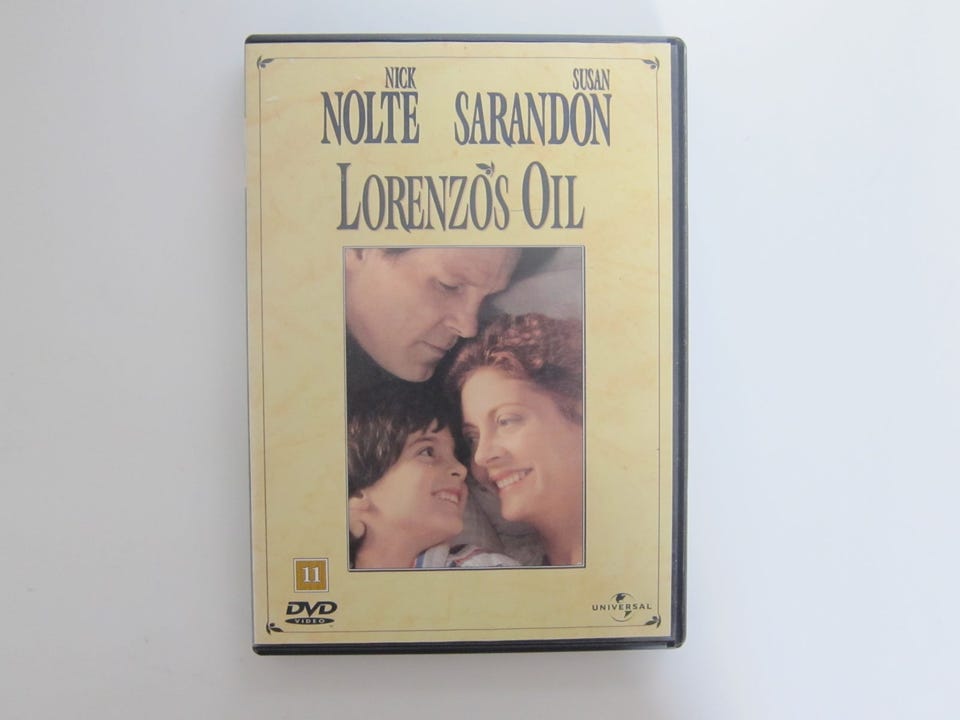 NICK SUSAN
NOLTE SARANDON
LORENZO'S OIL
11
DVD
VIDEO
UNIVERSAL